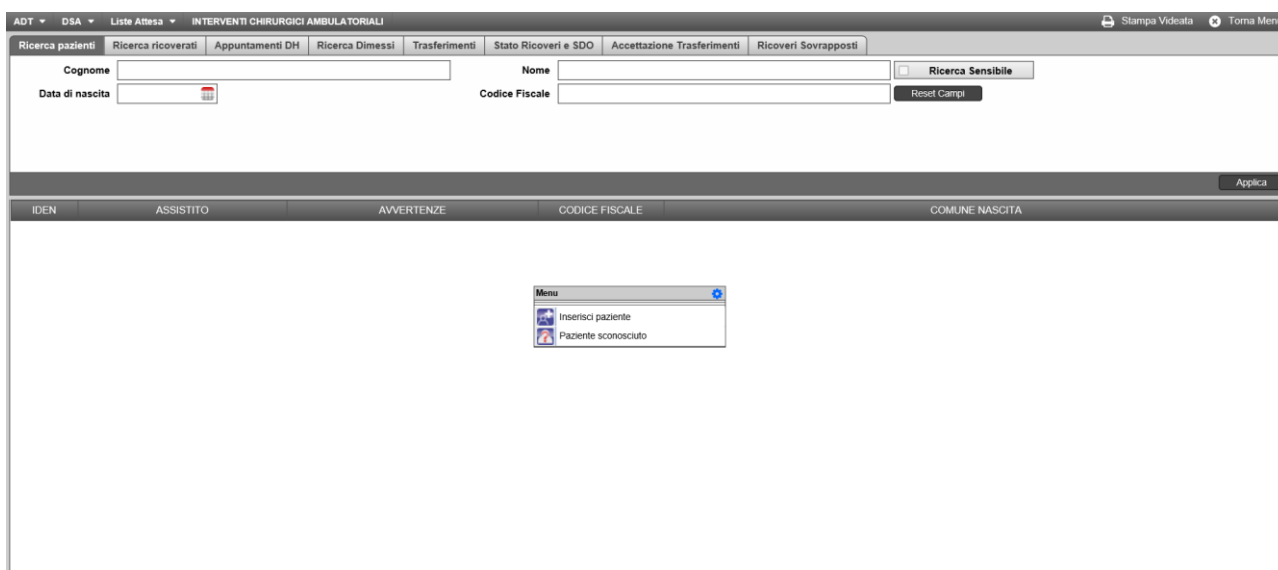 ADT DSA Liste Attesa INTERVENTI CHIRURGICI AMBULATORIALI Stampa Videata Torna Men
Ricerca pazienti Ricerca ricoverati Appuntamenti DH Ricerca Dimessi Trasferimenti Stato Ricoveri e SDO Accettazione Trasferimenti Ricoveri Sovrapposti
Cognome Nome Ricerca Sensibile
Data di nascita Codice Fiscale Reset Campi
Applica
IDEN ASSISTITO AVVERTENZE CODICE FISCALE COMUNE NASCITA
Menu
Inserisci paziente
Paziente sconosciuto